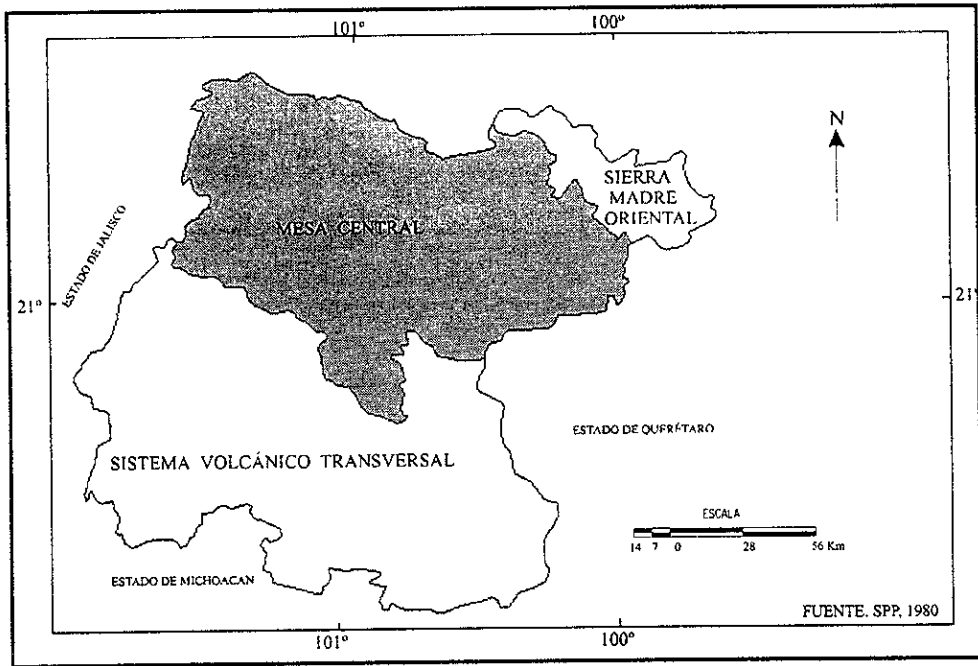 101°
100°
N
SIERRA
MADRE
ORIENTAL
MESA CENTRAL
ESTADO DE JALISCO
21°
21°
ESTADO DE QUERÉTARO
SISTEMA VOLCÁNICO TRANSVERSAL
ESCALA
14 7 0 28 56 Km
ESTADO DE MICHOACAN
FUENTE. SPP, 1980
101°
100°